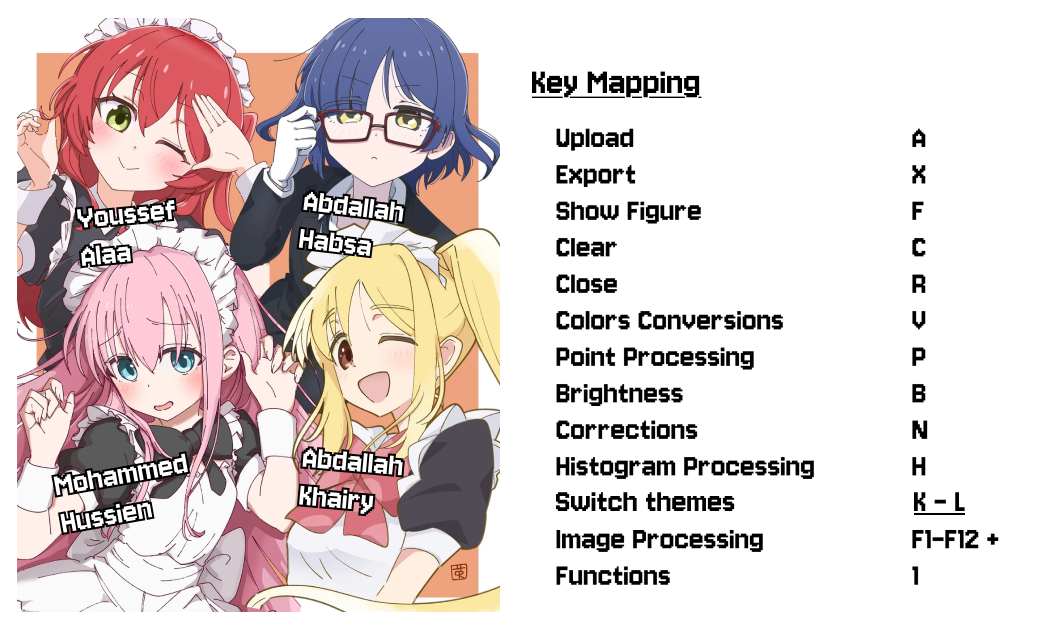 Youssef
Alaa
Abdallah
Habsa
Mohammed
Hussien
Abdallah
Khairy
Key Mapping
Upload A
Export X
Show Figure F
Clear C
Close R
Colors Conversions V
Point Processing P
Brightness B
Corrections N
Histogram Processing H
Switch themes K - L
Image Processing F1-F12 +
Functions 1